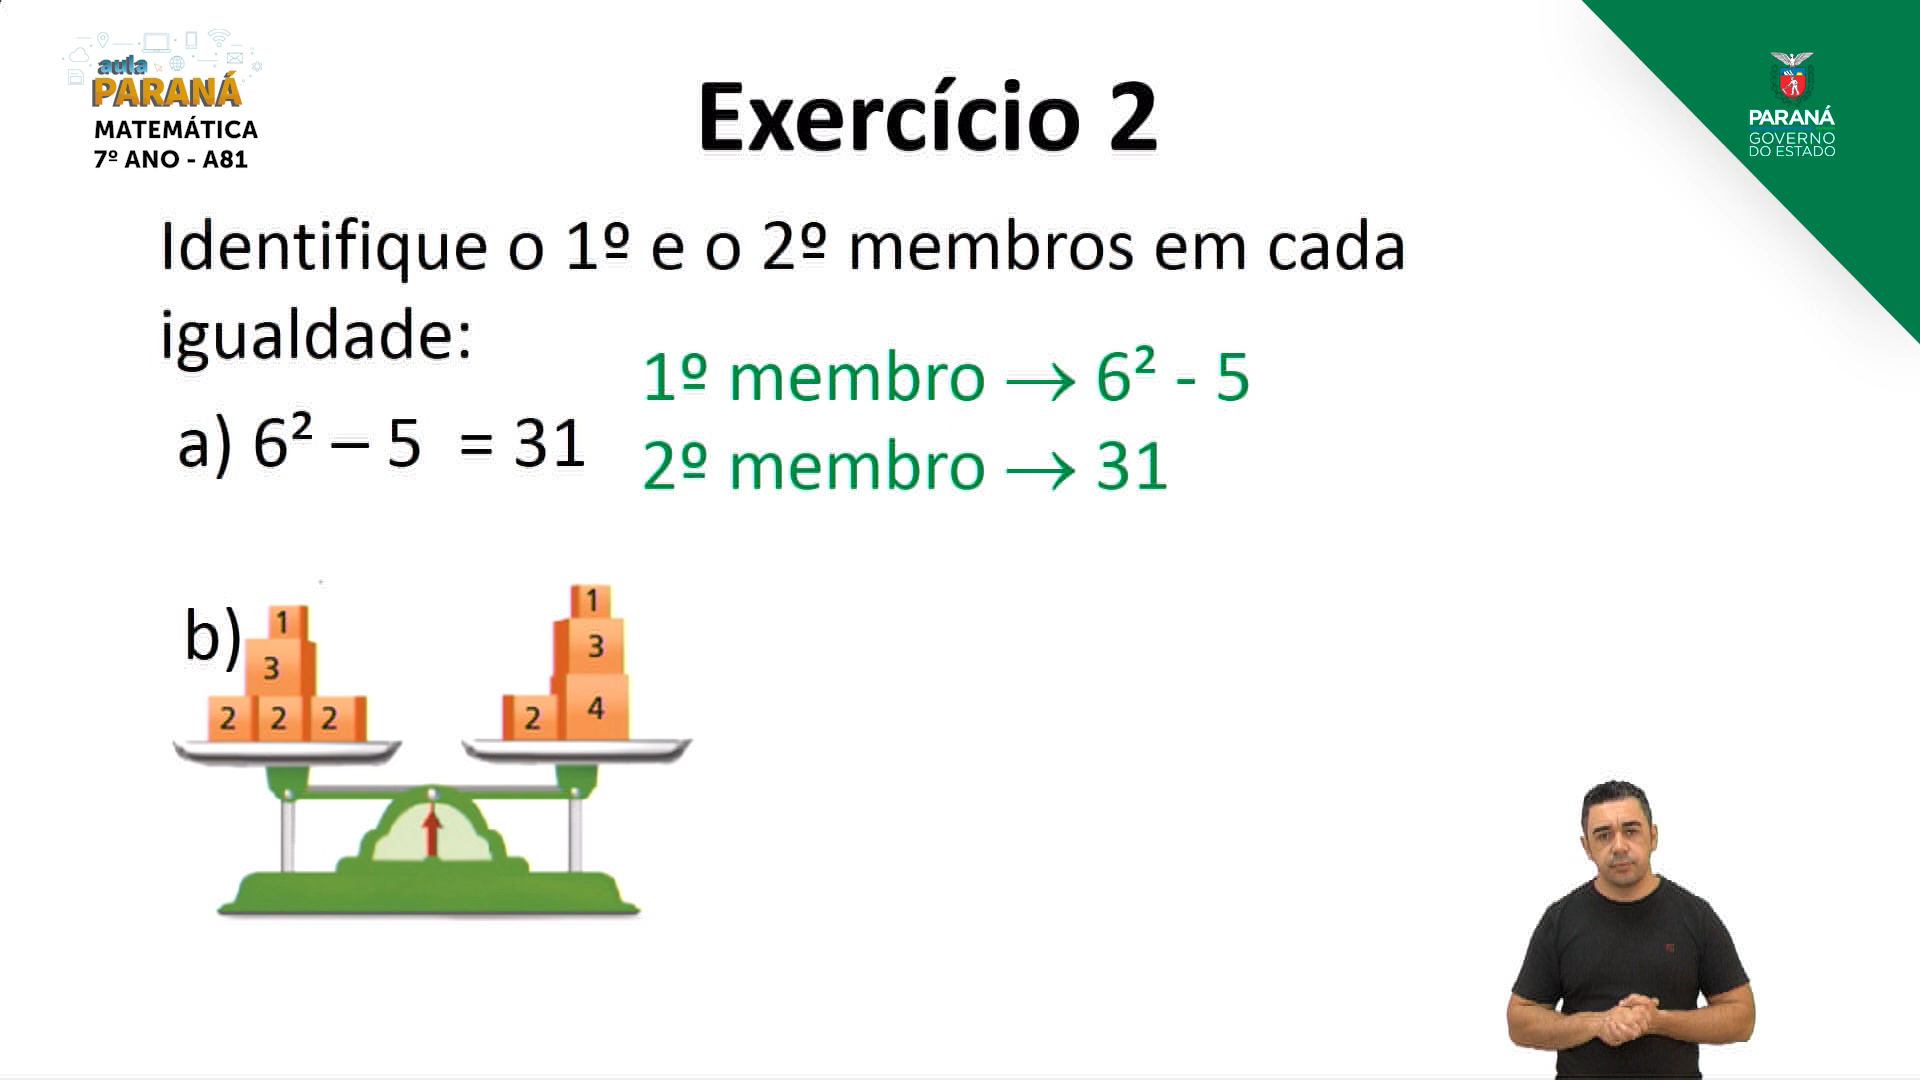 aula
PARANÁ
MATEMÁTICA
7º ANO - A81
PARANÁ
GOVERNO
DO ESTADO
Exercício 2
Identifique o 1º e o 2º membros em cada
igualdade:
a) 6² – 5 = 31
1º membro → 6² - 5
2º membro → 31
b)
1
3
2 2 2
1
3
2 4